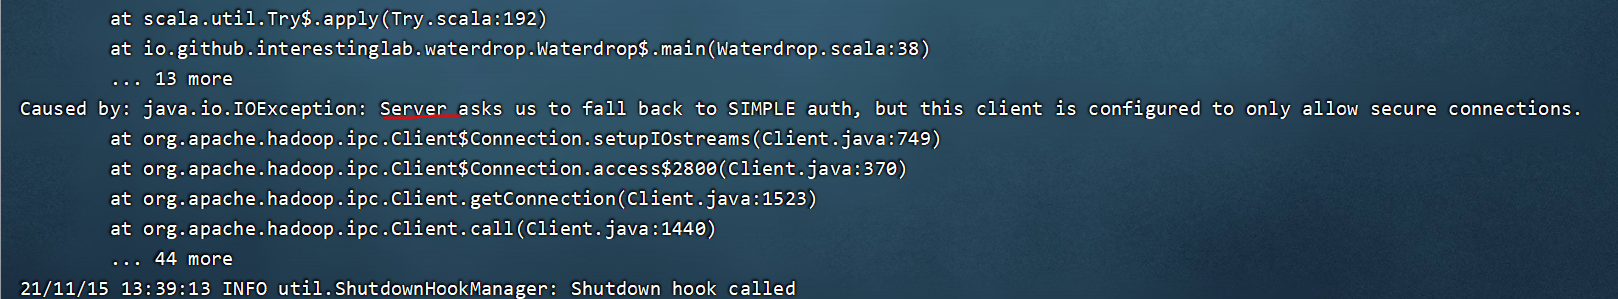 at scala.util.Try$.apply(Try.scala:192)
at io.github.interestinglab.waterdrop.Waterdrop$.main(Waterdrop.scala:38)
... 13 more
Caused by: java.io.IOException: Server asks us to fall back to SIMPLE auth, but this client is configured to only allow secure connections.
at org.apache.hadoop.ipc.Client$Connection.setupIOstreams(Client.java:749)
at org.apache.hadoop.ipc.Client$Connection.access$2800(Client.java:370)
at org.apache.hadoop.ipc.Client.getConnection(Client.java:1523)
at org.apache.hadoop.ipc.Client.call(Client.java:1440)
... 44 more
21/11/15 13:39:13 INFO util.ShutdownHookManager: Shutdown hook called